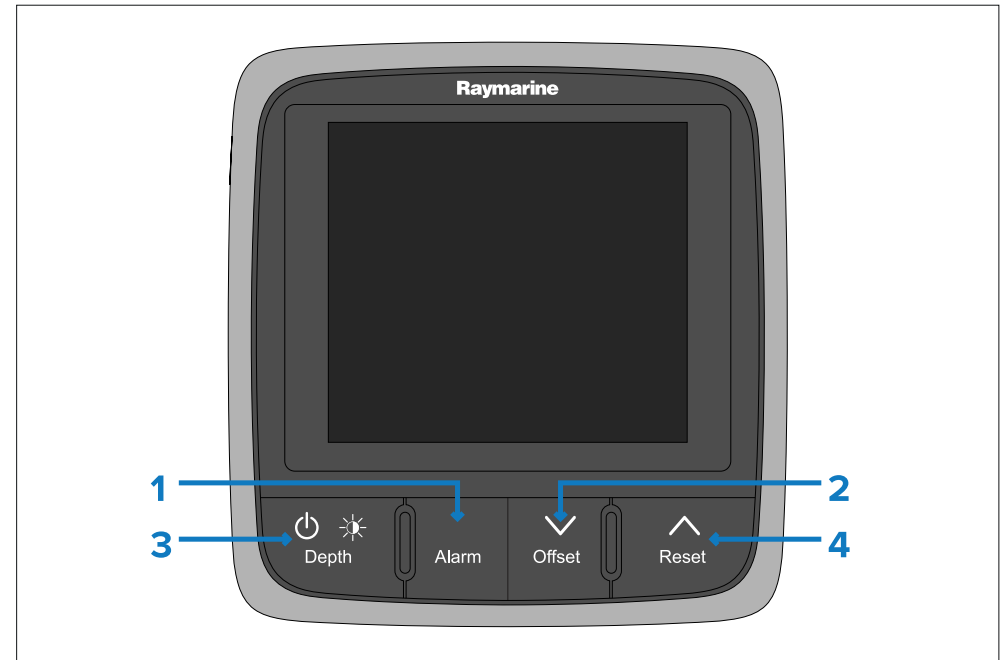 Raymarine
1
2
3
4
Depth
Alarm
Offset
Reset